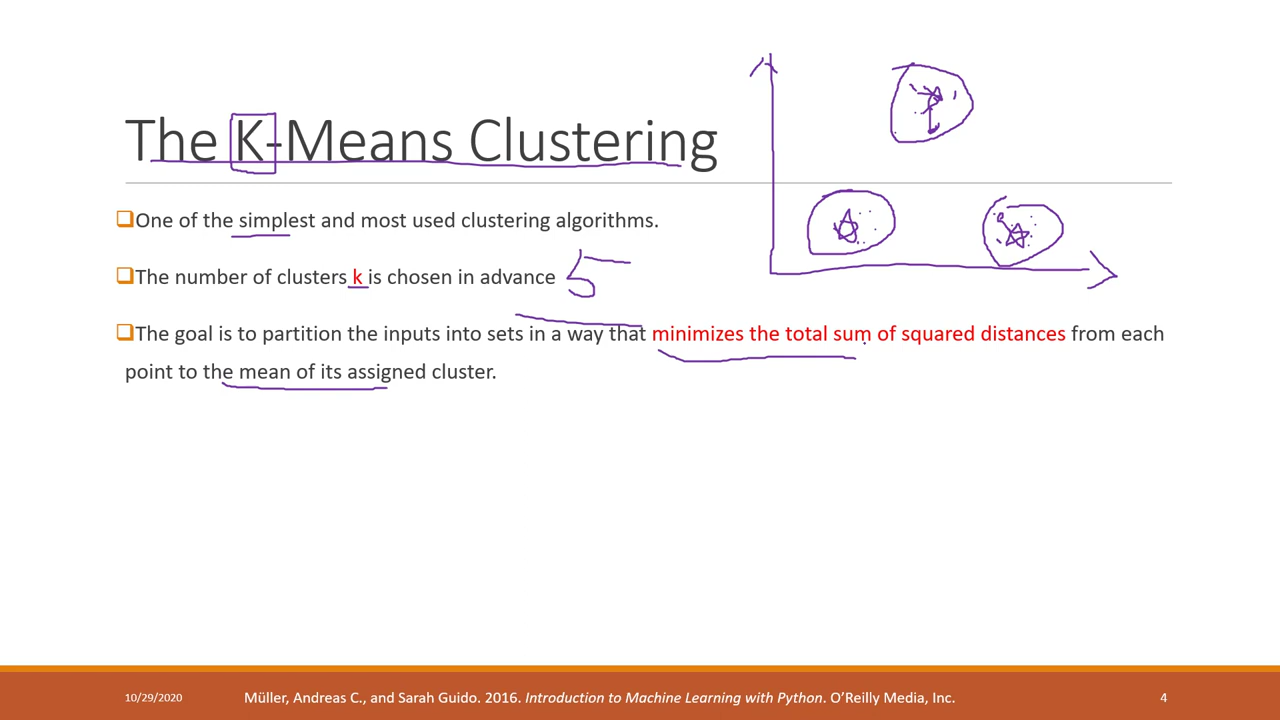 The K-Means Clustering
❑One of the simplest and most used clustering algorithms.
❑The number of clusters k is chosen in advance 5
❑The goal is to partition the inputs into sets in a way that minimizes the total sum of squared distances from each
point to the mean of its assigned cluster.
10/29/2020 Müller, Andreas C., and Sarah Guido. 2016. Introduction to Machine Learning with Python. O’Reilly Media, Inc. 4